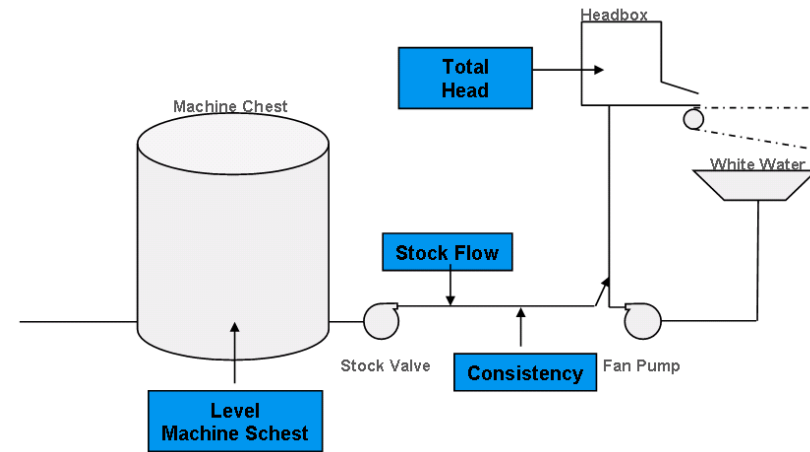 Headbox
Total
Head
Machine Chest
White Water
Stock Flow
Stock Valve
Consistency
Fan Pump
Level
Machine Schest